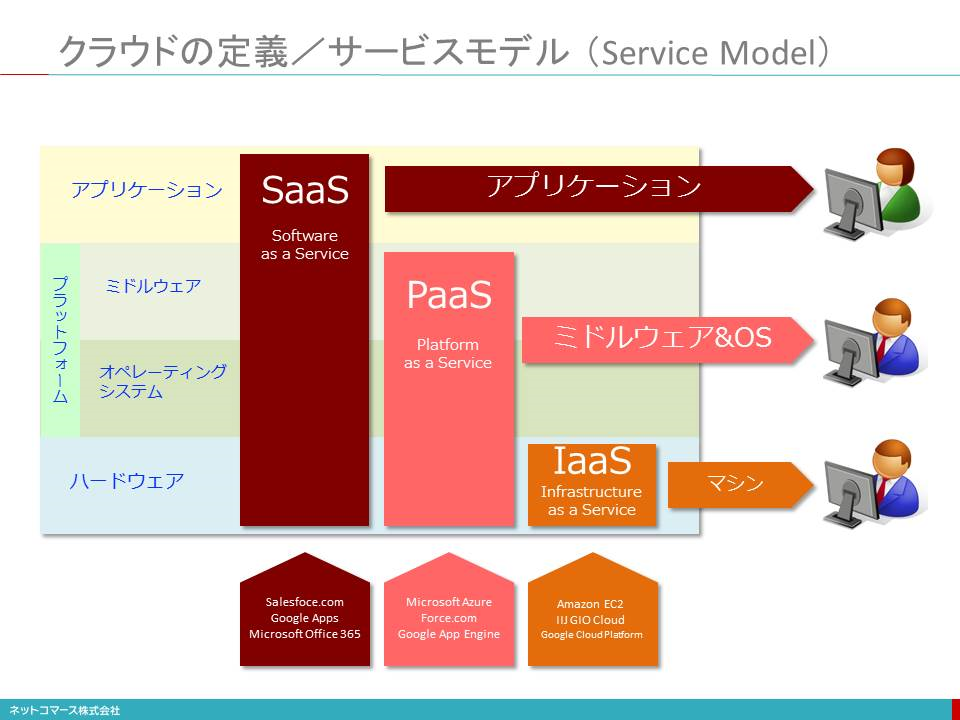 クラウドの定義／サービスモデル（Service Model）
アプリケーション
SaaS
Software
as a Service
アプリケーション
プラットフォーム
ミドルウェア
オペレーティング
システム
PaaS
Platform
as a Service
ミドルウェア&OS
ハードウェア
IaaS
Infrastructure
as a Service
マシン
Salesfoce.com
Google Apps
Microsoft Office 365
Microsoft Azure
Force.com
Google App Engine
Amazon EC2
IIJ GIO Cloud
Google Cloud Platform
ネットコマース株式会社